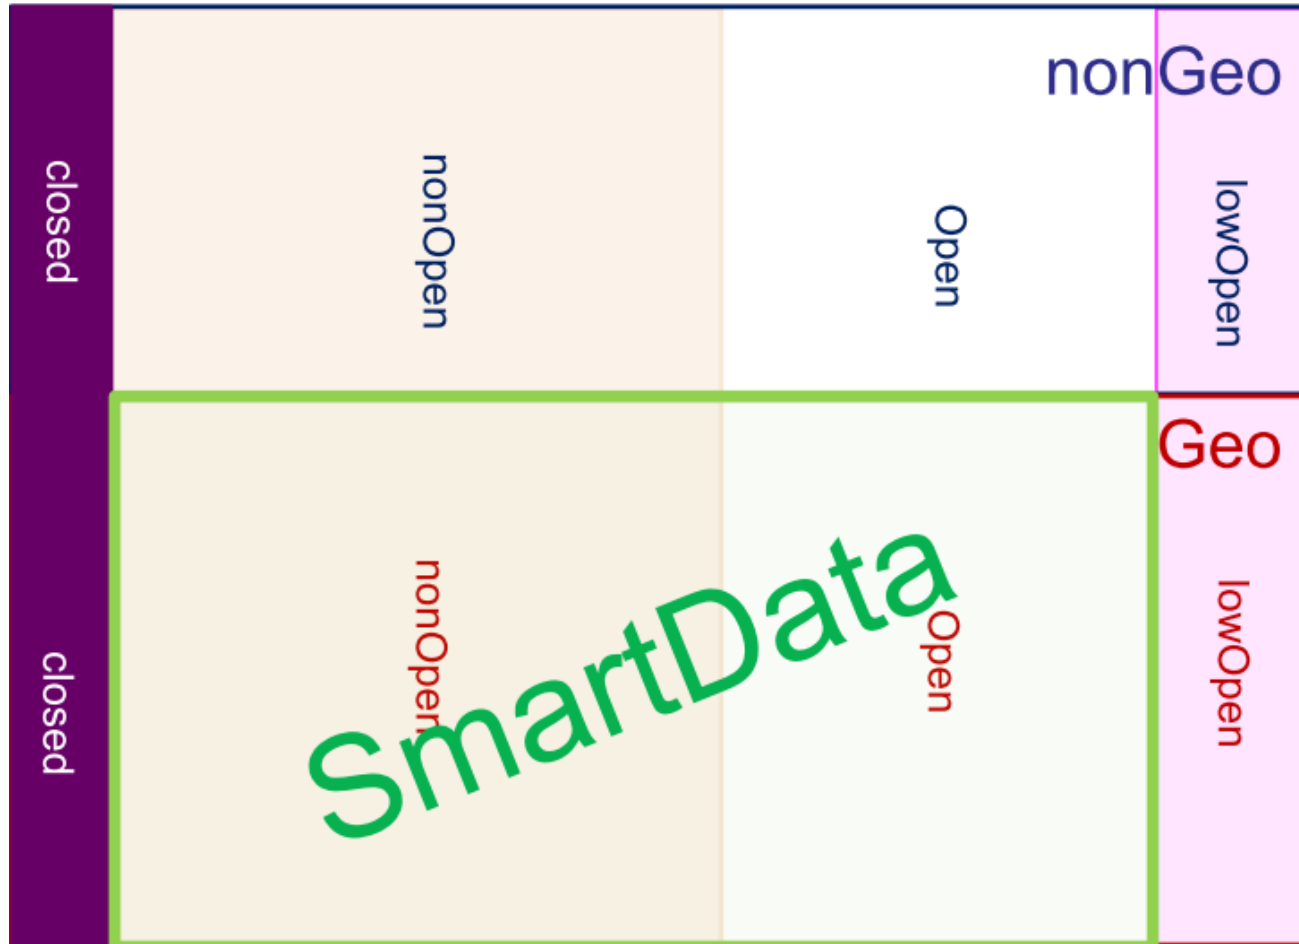 nonGeo
closed
nonOpen
Open
lowOpen
Geo
closed
nonOpen
Open
lowOpen
SmartData